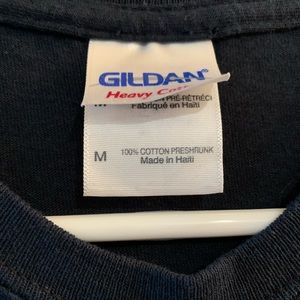 GILDAN®
Heavy
PRÉ-RÉTRÉCI
Fabriqué en Haïti
M
100% COTTON PRESHRUNK
Made in Haiti